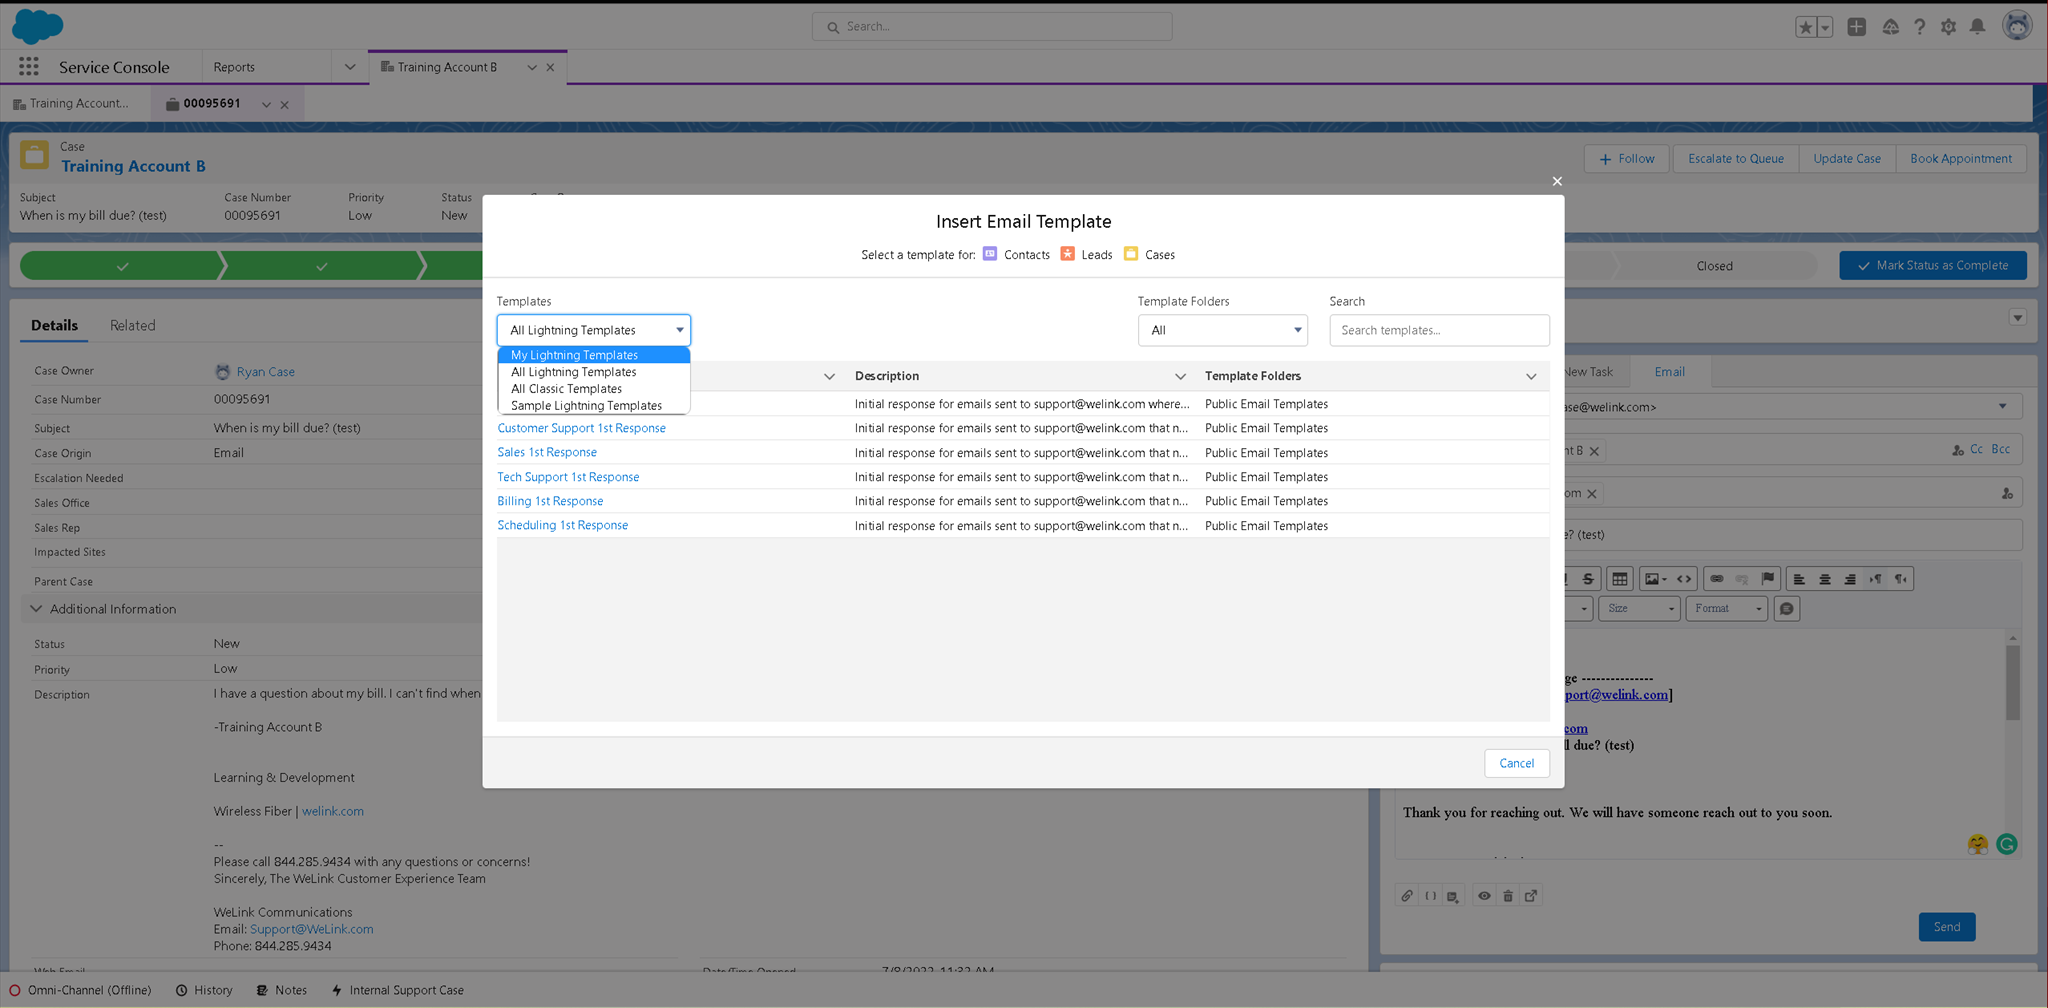 Search...
Service Console
Reports
Training Account B
Training Account...
00095691
Case
Training Account B
Follow
Escalate to Queue
Update Case
Book Appointment
Subject
Case Number
Priority
Status
When is my bill due? (test)
00095691
Low
New
Closed
Mark Status as Complete
Insert Email Template
Select a template for: Contacts Leads Cases
Templates
Template Folders
Search
All Lightning Templates
All
Search templates...
My Lightning Templates
All Lightning Templates
All Classic Templates
Sample Lightning Templates
Description
Template Folders
Initial response for emails sent to support@welink.com where...
Public Email Templates
Customer Support 1st Response
Initial response for emails sent to support@welink.com that n...
Public Email Templates
Sales 1st Response
Initial response for emails sent to support@welink.com that n...
Public Email Templates
Tech Support 1st Response
Initial response for emails sent to support@welink.com that n...
Public Email Templates
Billing 1st Response
Initial response for emails sent to support@welink.com that n...
Public Email Templates
Scheduling 1st Response
Initial response for emails sent to support@welink.com that n...
Public Email Templates
Cancel
Details
Related
Case Owner
Ryan Case
Case Number
00095691
Subject
When is my bill due? (test)
Case Origin
Email
Escalation Needed
Sales Office
Sales Rep
Impacted Sites
Parent Case
Additional Information
Status
New
Priority
Low
Description
I have a question about my bill. I can't find when
-Training Account B
Learning & Development
Wireless Fiber | welink.com
--
Please call 844.285.9434 with any questions or concerns!
Sincerely, The WeLink Customer Experience Team
WeLink Communications
Email: Support@WeLink.com
Phone: 844.285.9434
Web Email
Date/Time Opened
7/8/2022, 11:32 AM
New Task
Email
ase@welink.com>
nt B
Cc
Bcc
om
e? (test)
Size
Format
ge ---------------
port@welink.com]
com
ll due? (test)
Thank you for reaching out. We will have someone reach out to you soon.
Send
Omni-Channel (Offline)
History
Notes
Internal Support Case